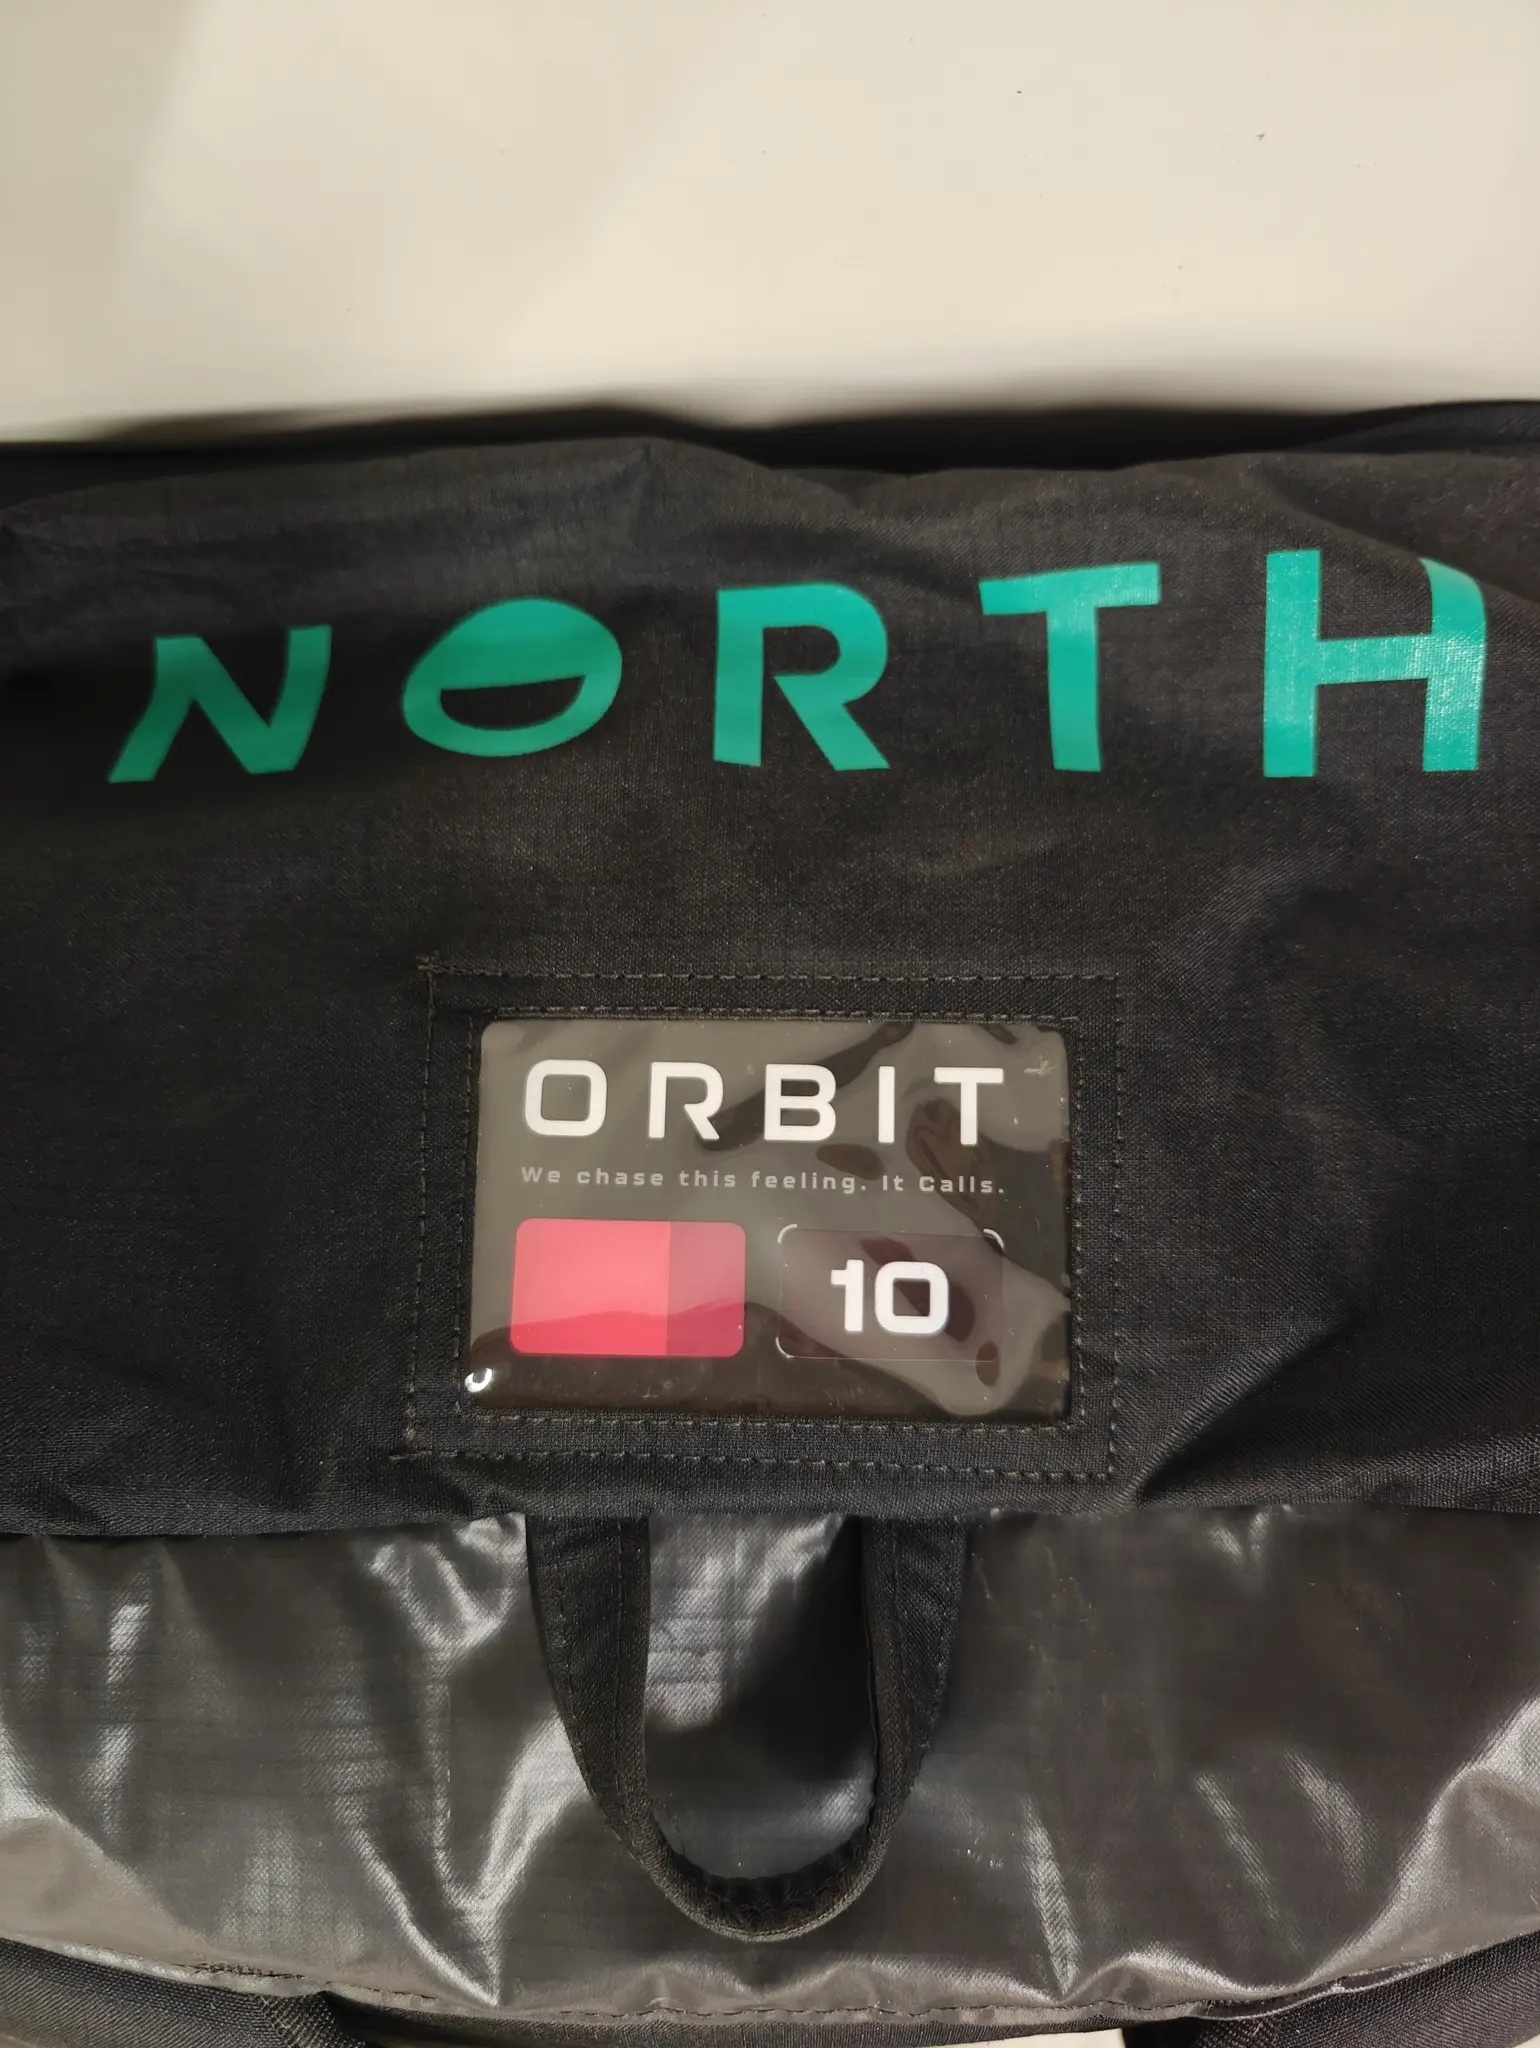 NORTH
ORBIT
We chase this feeling. It Calls.
10